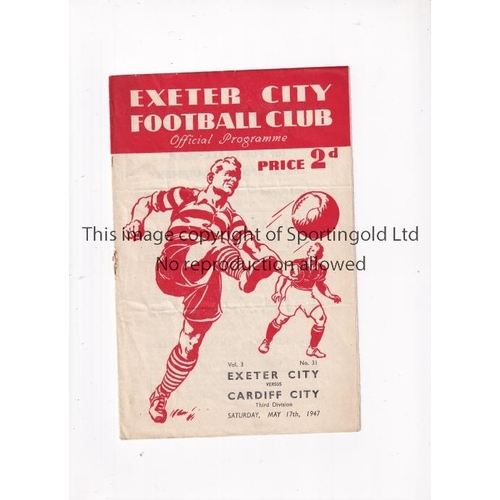 EXETER CITY
FOOTBALL CLUB
Official Programme
PRICE 2d
This image copyright of Sportingold Ltd
No reproduction allowed
Vol. 3 No. 31
EXETER CITY
VERSUS
CARDIFF CITY
Third Division
SATURDAY, MAY 17th, 1947